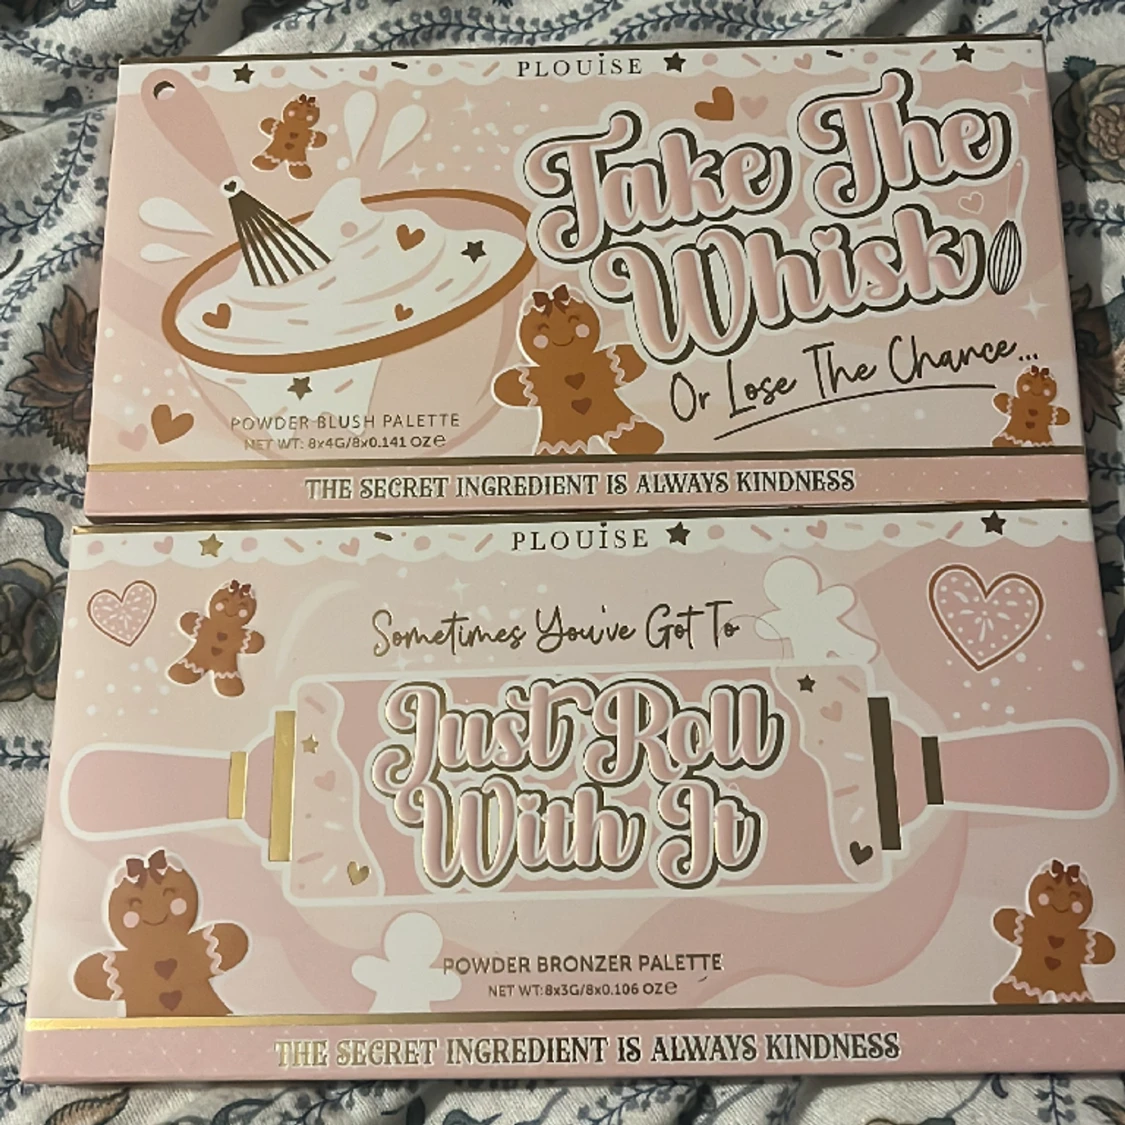 PLOUISE
Take The
Whisk
Or Lose The Chance...
POWDER BLUSH PALETTE
NET WT: 8x4G/8x0.141 OZ℮
THE SECRET INGREDIENT IS ALWAYS KINDNESS
PLOUISE
Sometimes You've Got To
Just Roll
With It
POWDER BRONZER PALETTE
NET WT:8x3G/8x0.106 OZ℮
THE SECRET INGREDIENT IS ALWAYS KINDNESS